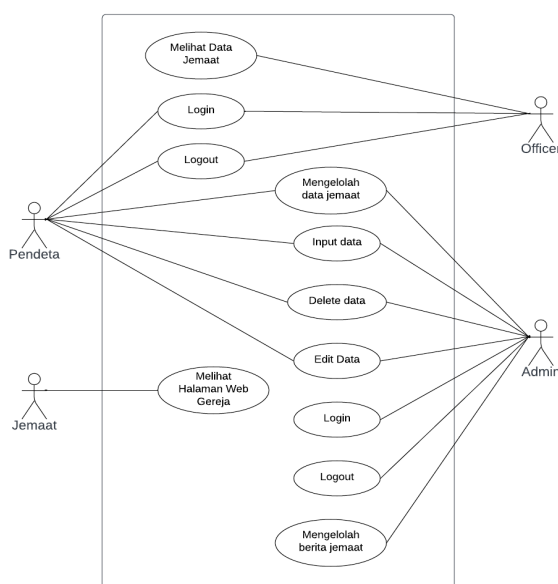 Melihat Data
Jemaat
Login
Logout
Officer
Mengelolah
data jemaat
Pendeta
Input data
Delete data
Edit Data
Admin
Melihat
Halaman Web
Gereja
Jemaat
Login
Logout
Mengelolah
berita jemaat